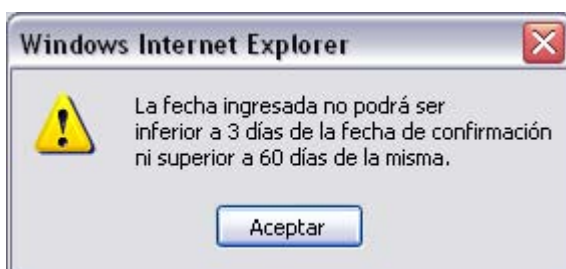 Windows Internet Explorer
La fecha ingresada no podrá ser
inferior a 3 días de la fecha de confirmación
ni superior a 60 días de la misma.
Aceptar